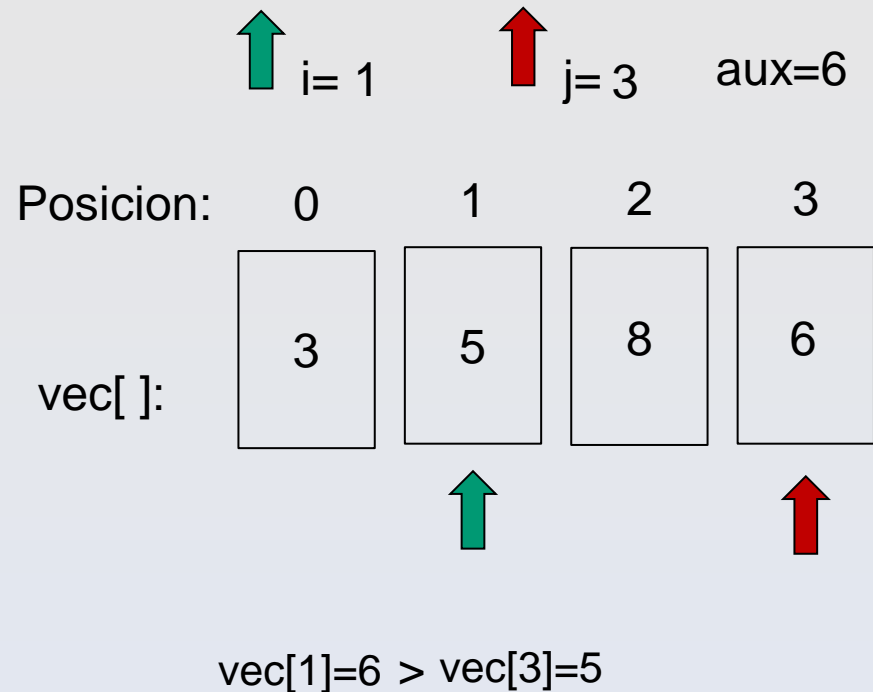 i= 1 j= 3 aux=6
Posicion: 0 1 2 3
vec[ ]: 3 5 8 6
vec[1]=6 > vec[3]=5